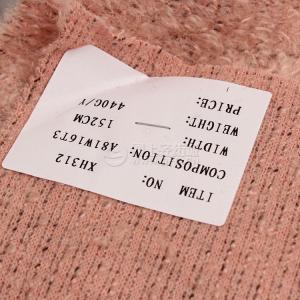 ITEM NO: XH312
COMPOSITION: A81W16T3
WIDTH: 152CM
WEIGHT: 440G/Y
PRICE: